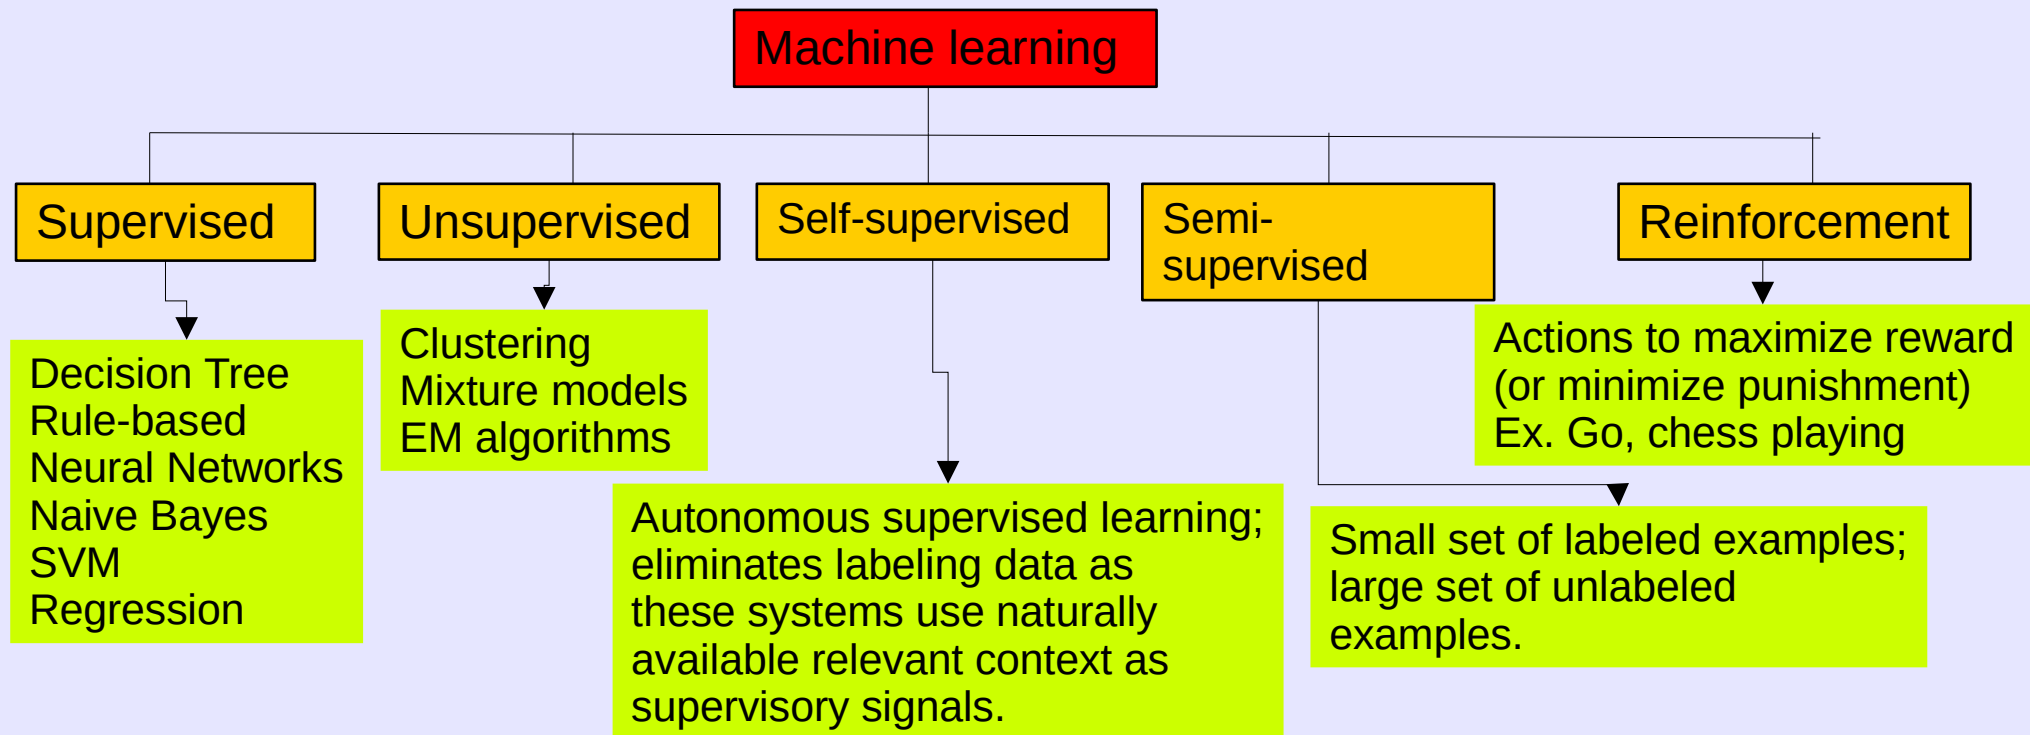 Machine learning
Supervised
Unsupervised
Self-supervised
Semi-
supervised
Reinforcement
Decision Tree
Rule-based
Neural Networks
Naive Bayes
SVM
Regression
Clustering
Mixture models
EM algorithms
Autonomous supervised learning;
eliminates labeling data as
these systems use naturally
available relevant context as
supervisory signals.
Small set of labeled examples;
large set of unlabeled
examples.
Actions to maximize reward
(or minimize punishment)
Ex. Go, chess playing